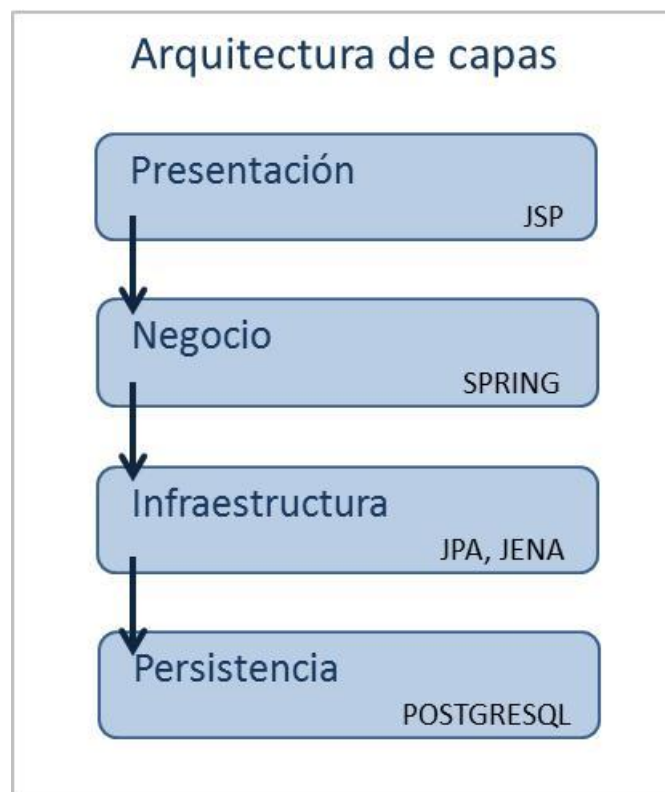 Arquitectura de capas
Presentación
JSP
Negocio
SPRING
Infraestructura
JPA, JENA
Persistencia
POSTGRESQL